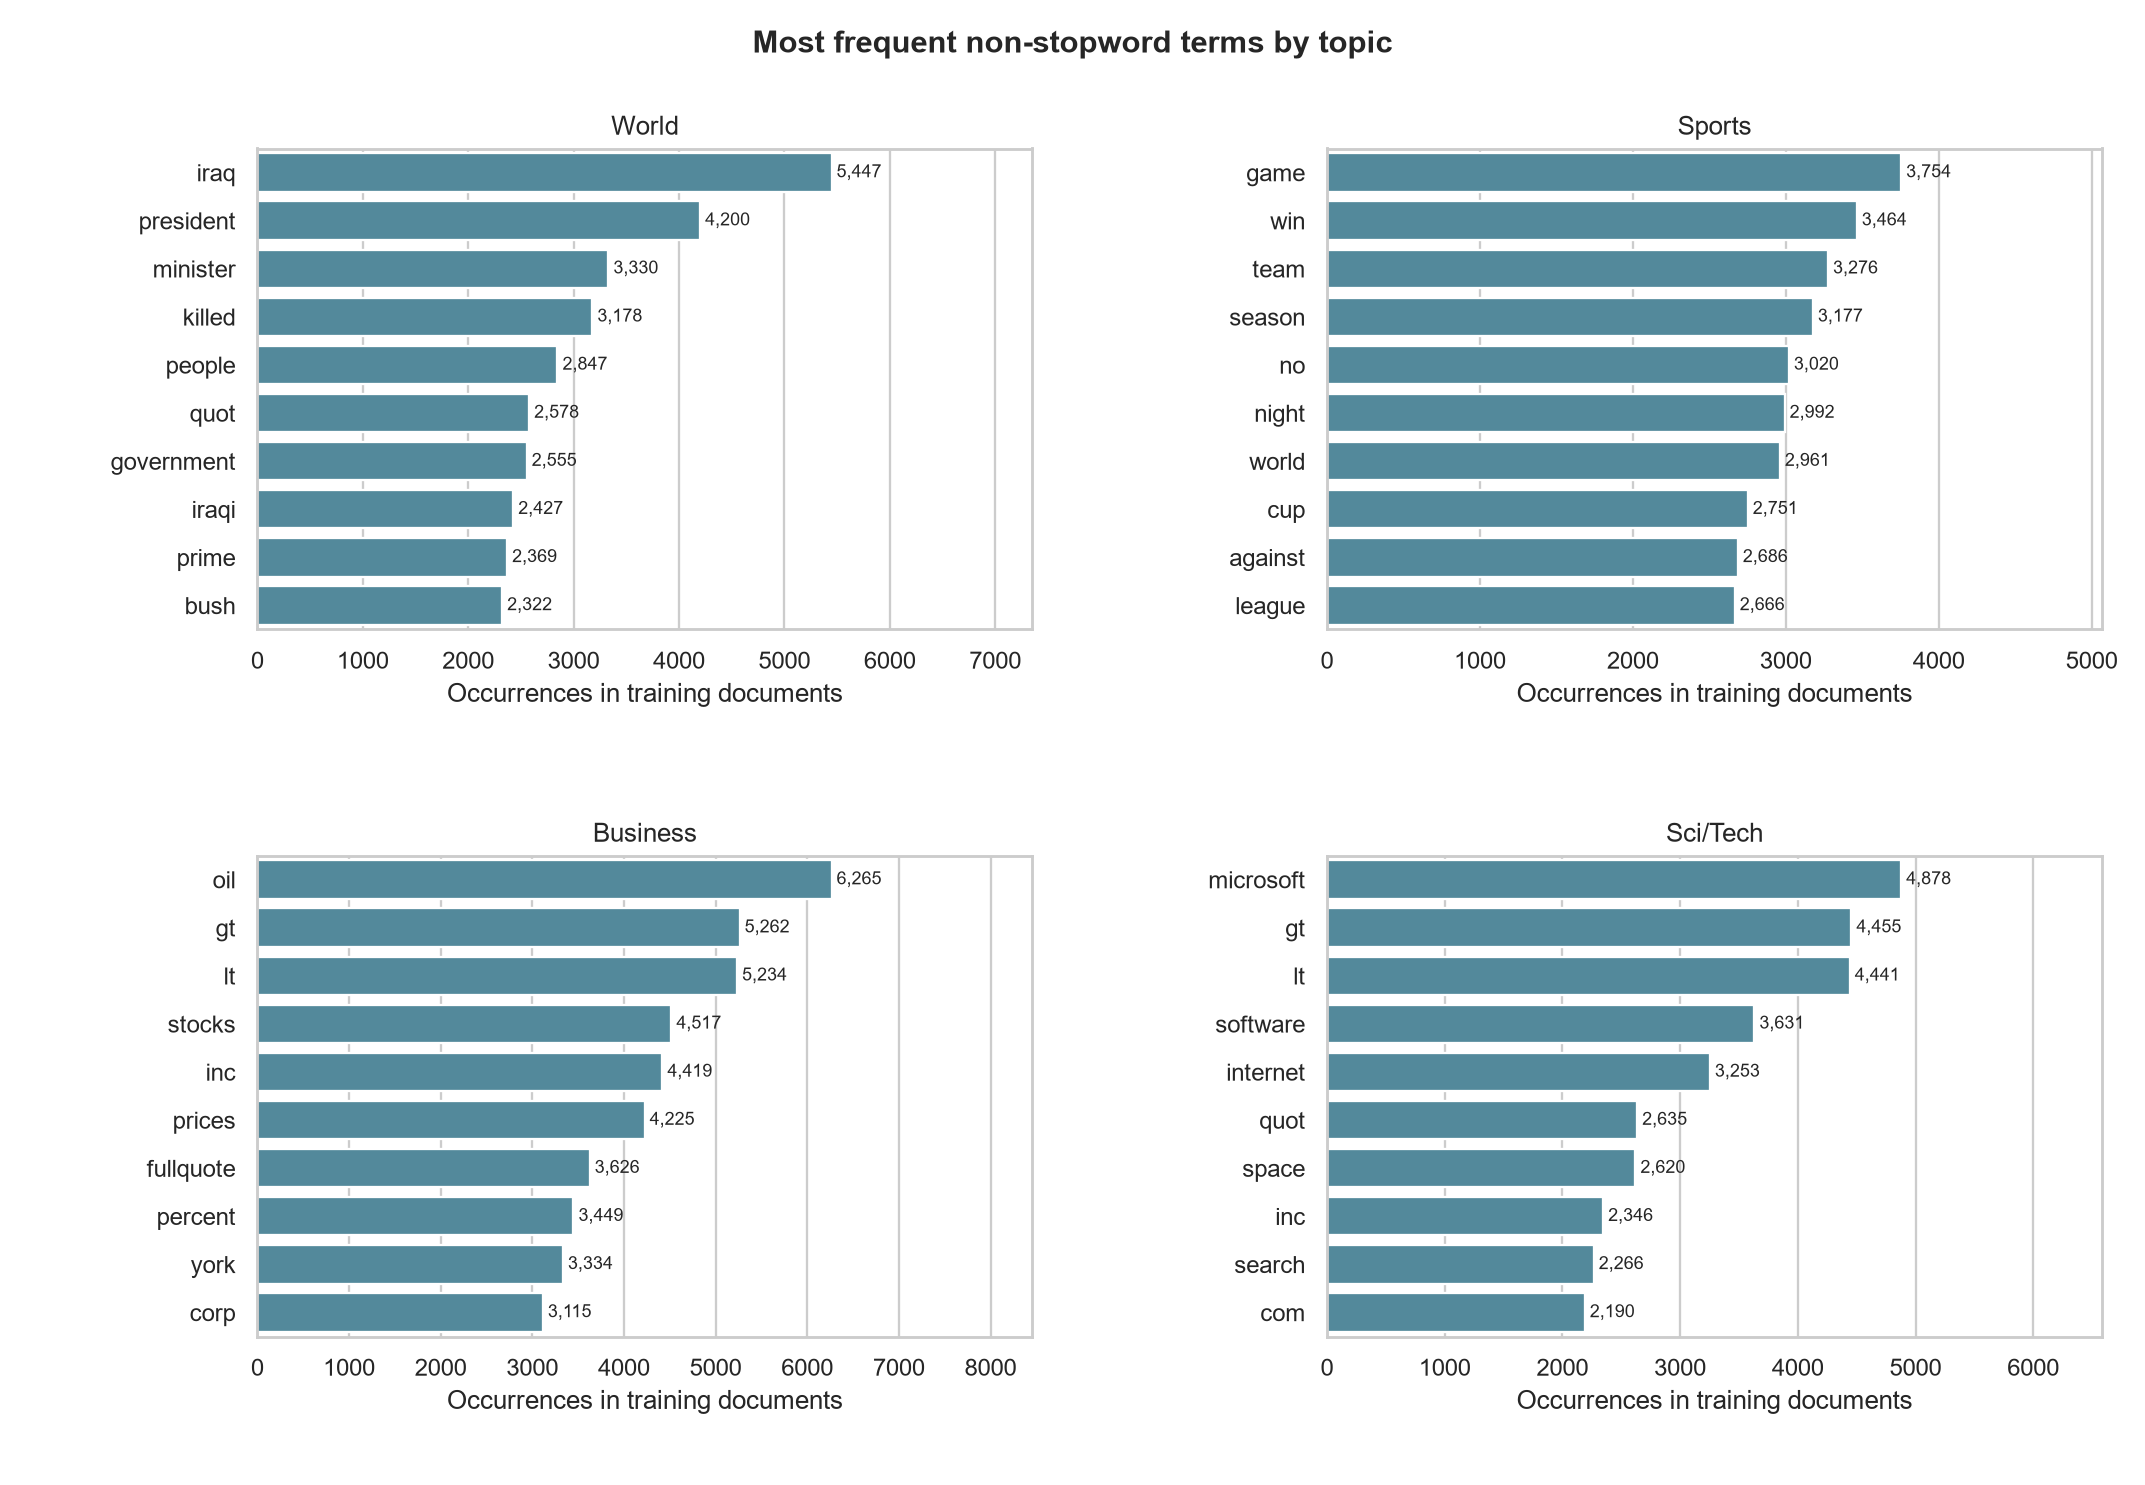 Most frequent non-stopword terms by topic
World
iraq 5,447
president 4,200
minister 3,330
killed 3,178
people 2,847
quot 2,578
government 2,555
iraqi 2,427
prime 2,369
bush 2,322
0 1000 2000 3000 4000 5000 6000 7000
Occurrences in training documents
Sports
game 3,754
win 3,464
team 3,276
season 3,177
no 3,020
night 2,992
world 2,961
cup 2,751
against 2,686
league 2,666
0 1000 2000 3000 4000 5000
Occurrences in training documents
Business
oil 6,265
gt 5,262
lt 5,234
stocks 4,517
inc 4,419
prices 4,225
fullquote 3,626
percent 3,449
york 3,334
corp 3,115
0 1000 2000 3000 4000 5000 6000 7000 8000
Occurrences in training documents
Sci/Tech
microsoft 4,878
gt 4,455
lt 4,441
software 3,631
internet 3,253
quot 2,635
space 2,620
inc 2,346
search 2,266
com 2,190
0 1000 2000 3000 4000 5000 6000
Occurrences in training documents